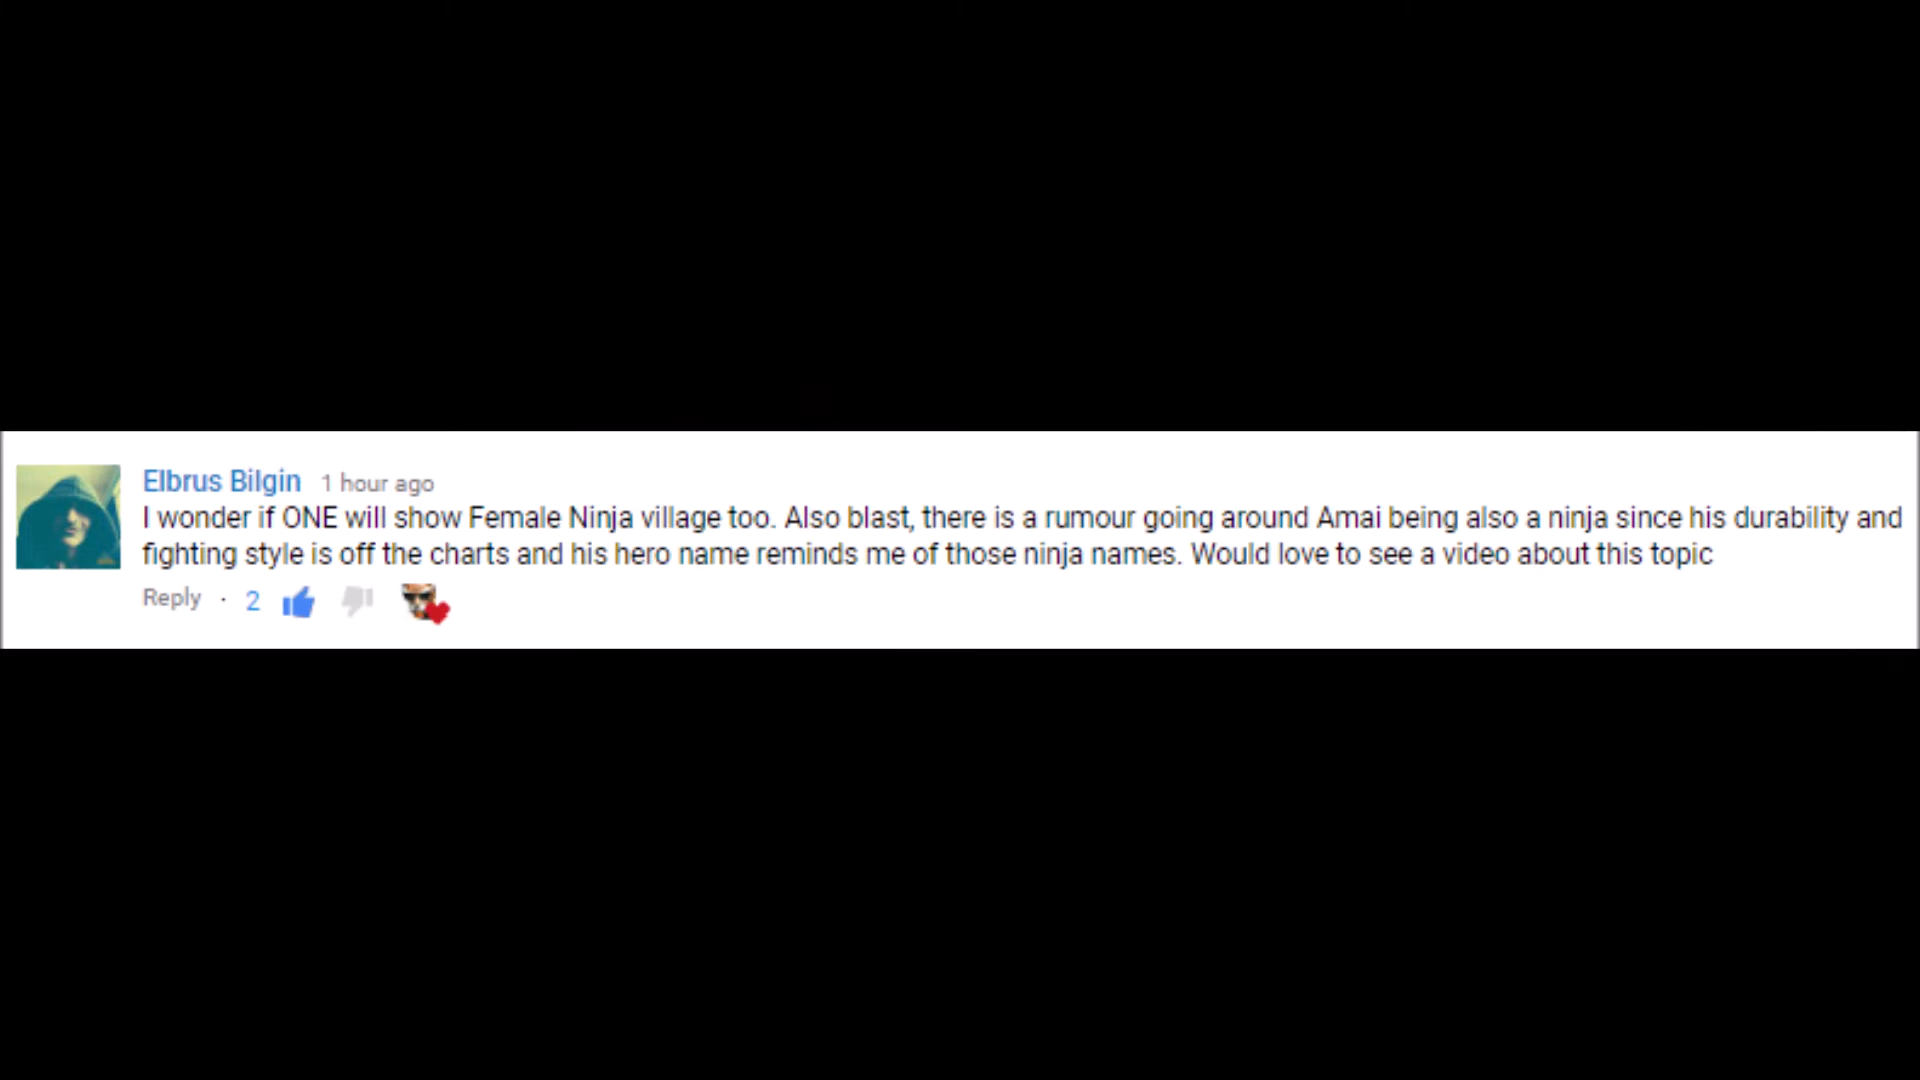 Elbrus Bilgin 1 hour ago
I wonder if ONE will show Female Ninja village too. Also blast, there is a rumour going around Amai being also a ninja since his durability and
fighting style is off the charts and his hero name reminds me of those ninja names. Would love to see a video about this topic
Reply · 2